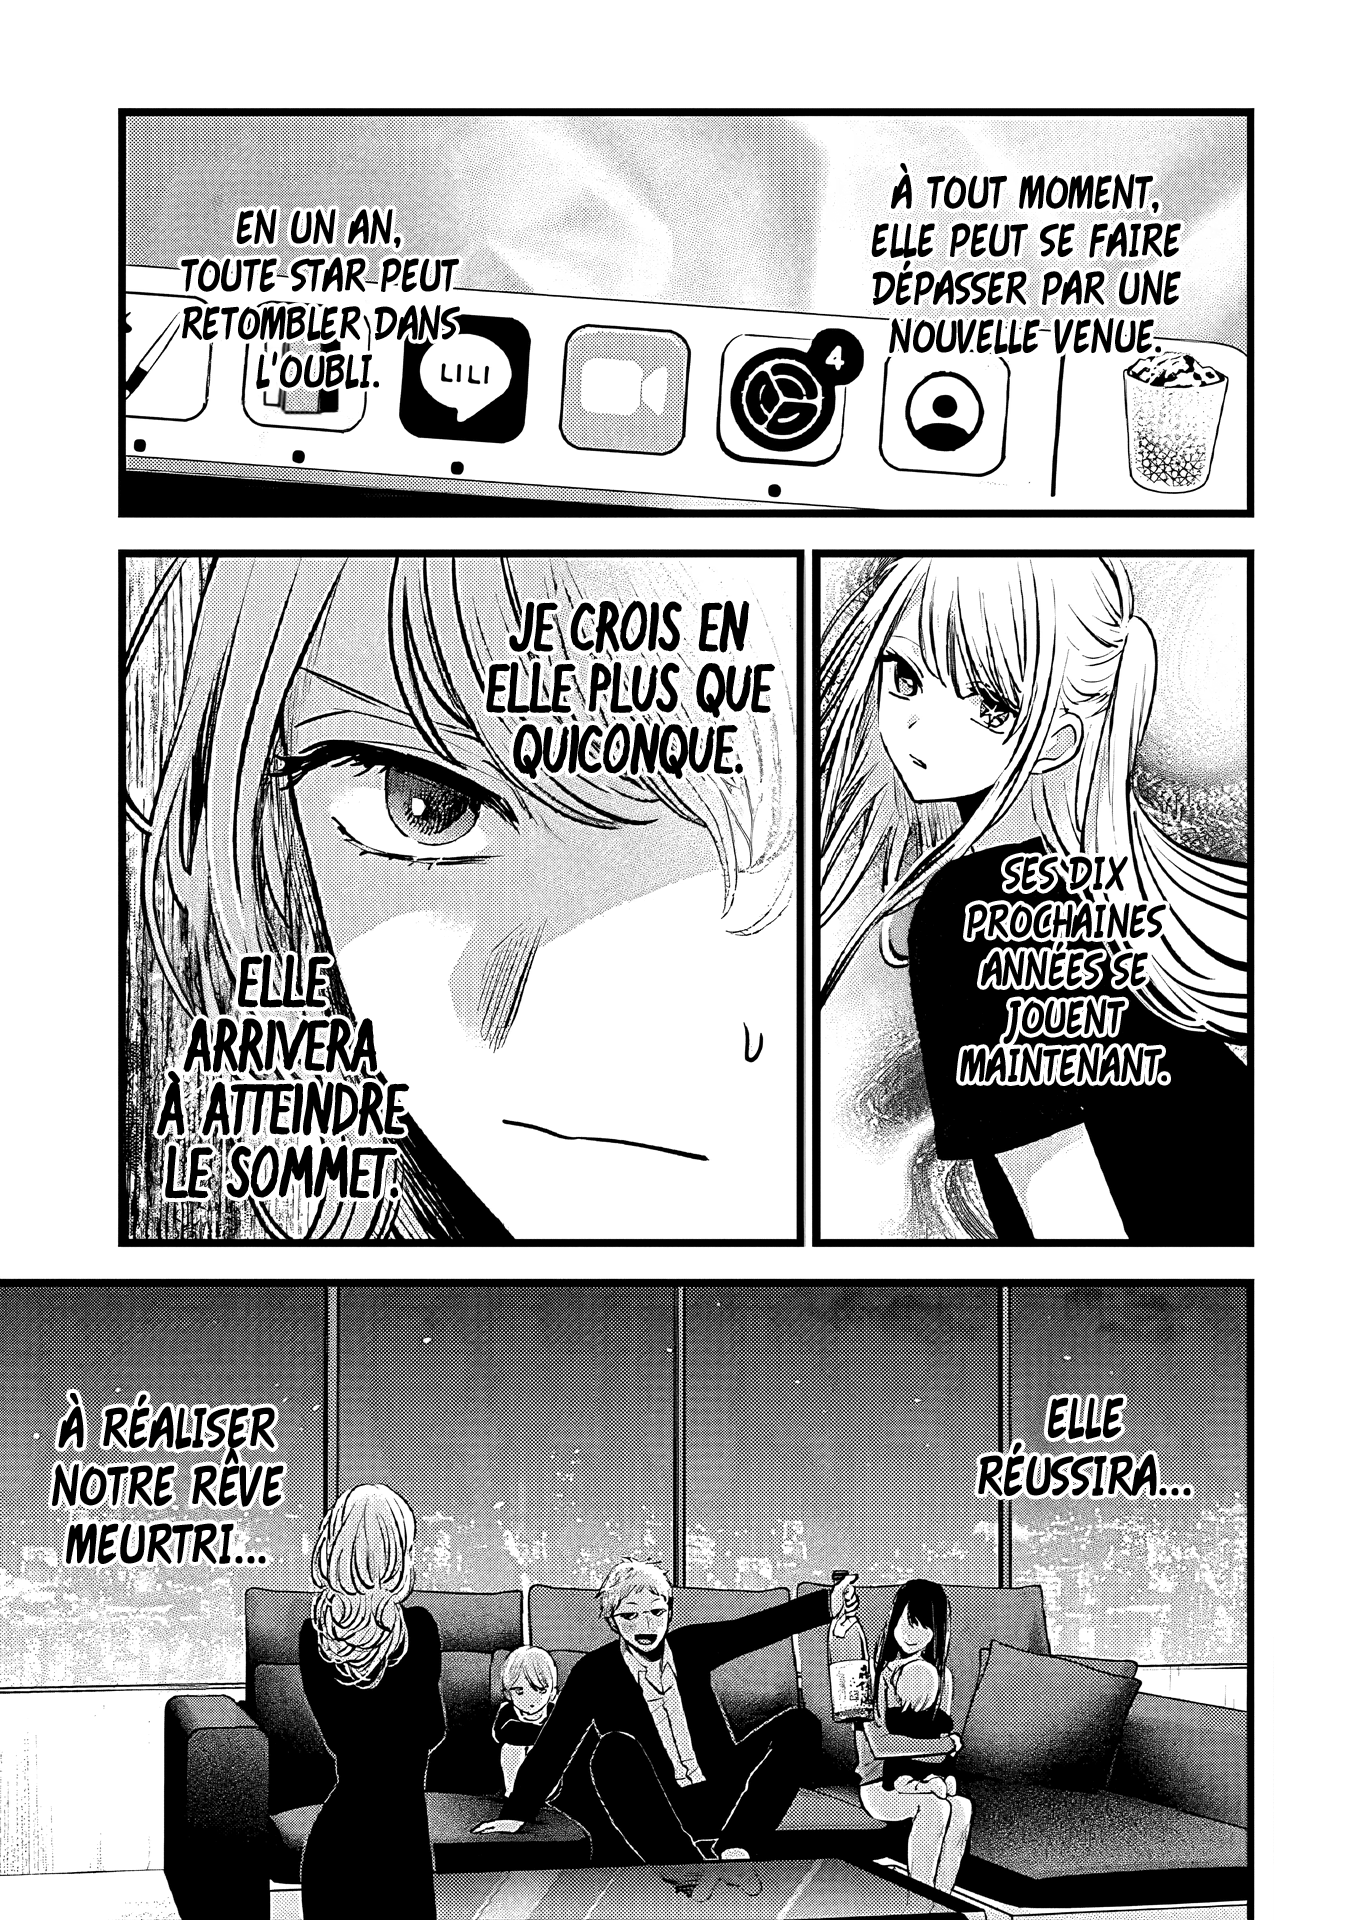 À TOUT MOMENT,
ELLE PEUT SE FAIRE
DÉPASSER PAR UNE
NOUVELLE VENUE.
EN UN AN,
TOUTE STAR PEUT
RETOMBLER DANS
L'OUBLI.
LILI
4
SES DIX
PROCHAINES
ANNÉES SE
JOUENT
MAINTENANT.
JE CROIS EN
ELLE PLUS QUE
QUICONQUE.
ELLE
ARRIVERA
À ATTEINDRE
LE SOMMET.
ELLE
RÉUSSIRA...
À RÉALISER
NOTRE RÊVE
MEURTRI...